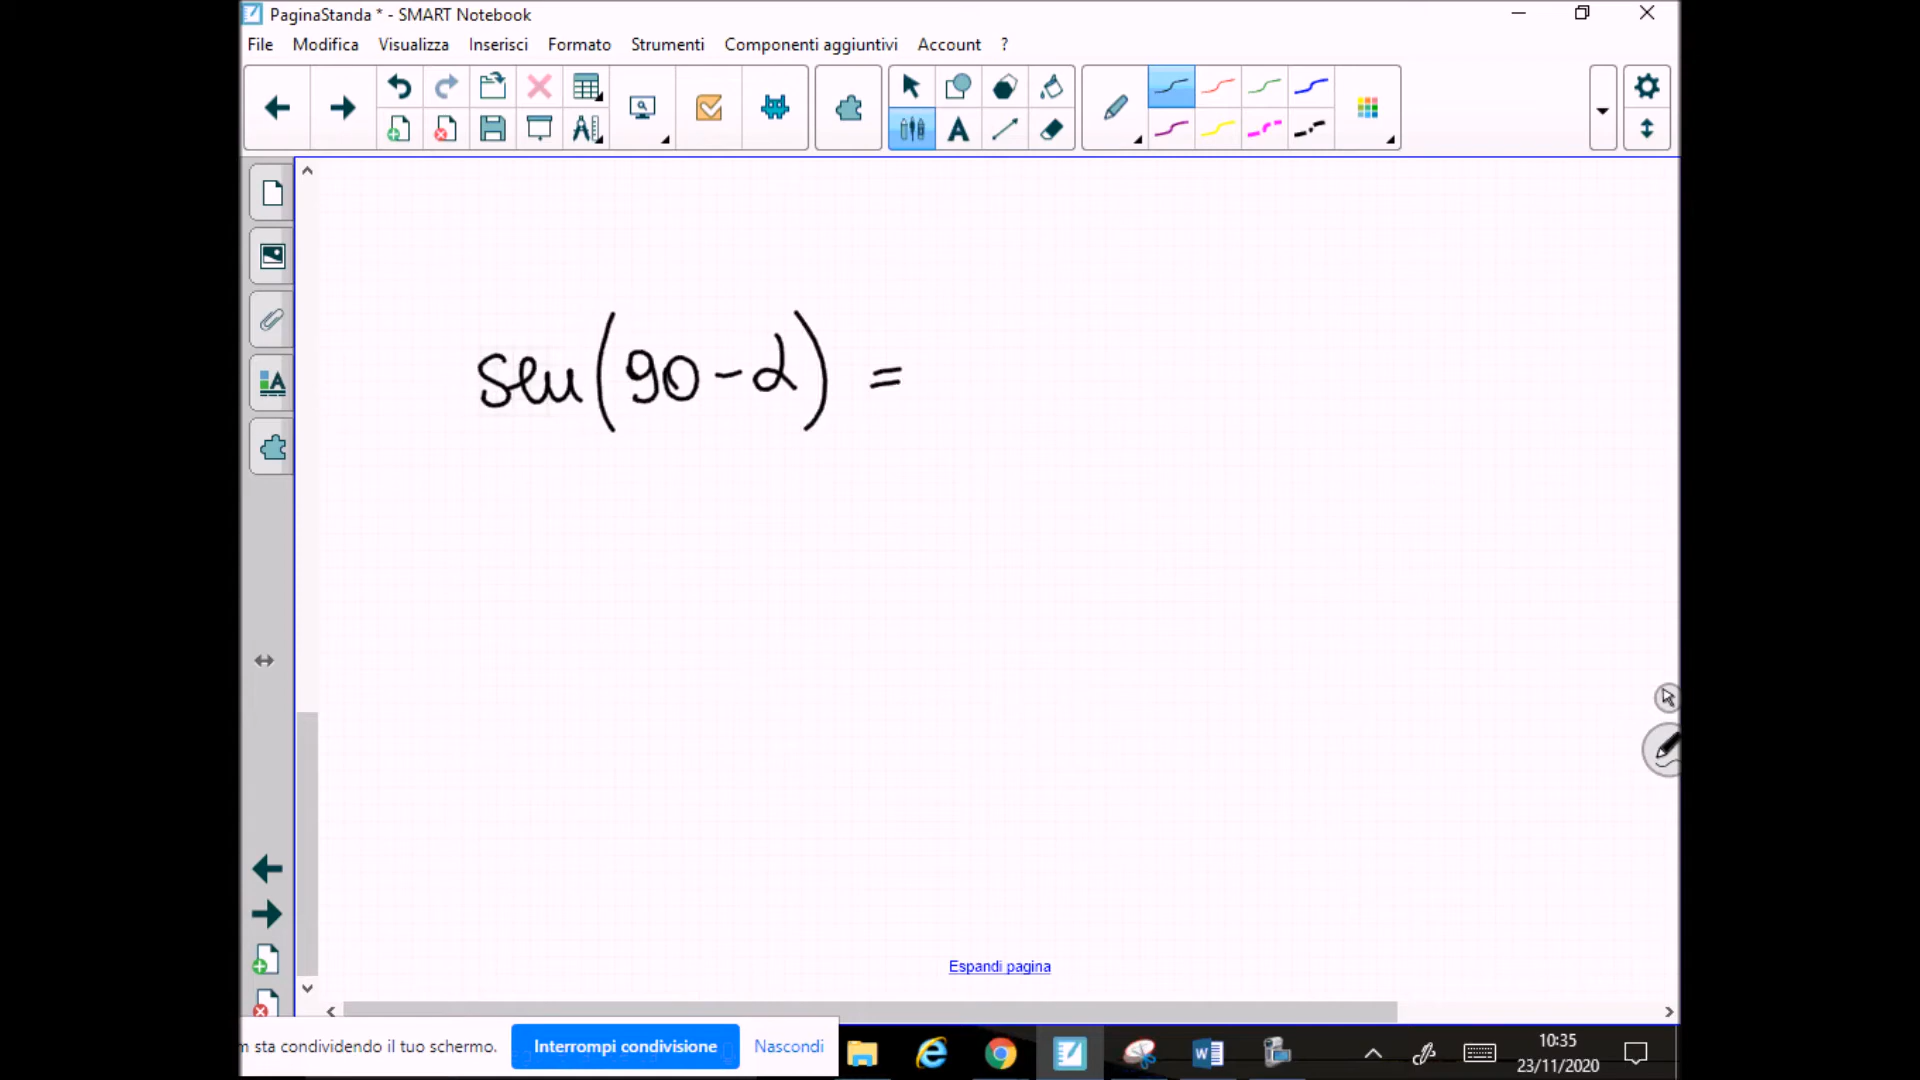 PaginaStanda * - SMART Notebook
File Modifica Visualizza Inserisci Formato Strumenti Componenti aggiuntivi Account ?
sen(90-α) =
Espandi pagina
m sta condividendo il tuo schermo. Interrompi condivisione Nascondi
10:35
23/11/2020